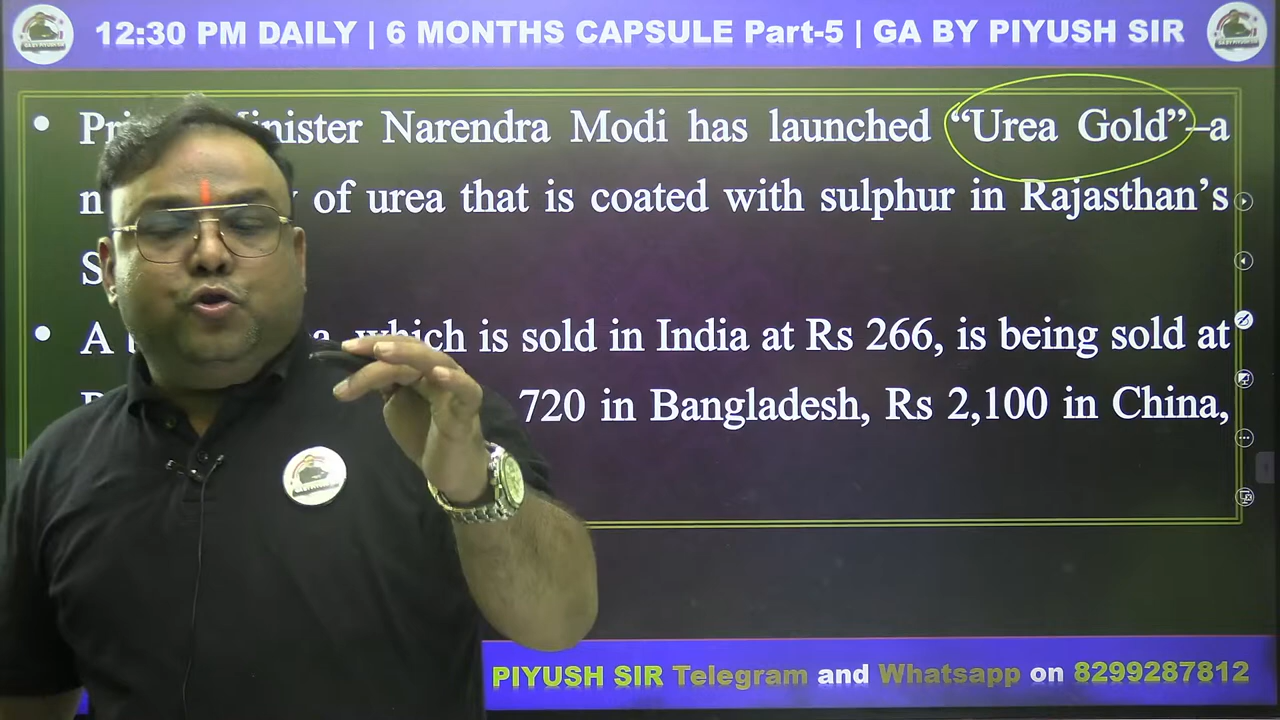 12:30 PM DAILY | 6 MONTHS CAPSULE Part-5 | GA BY PIYUSH SIR
• Minister Narendra Modi has launched “Urea Gold”–a
of urea that is coated with sulphur in Rajasthan’s
• A which is sold in India at Rs 266, is being sold at
720 in Bangladesh, Rs 2,100 in China,
PIYUSH SIR Telegram and Whatsapp on 8299287812